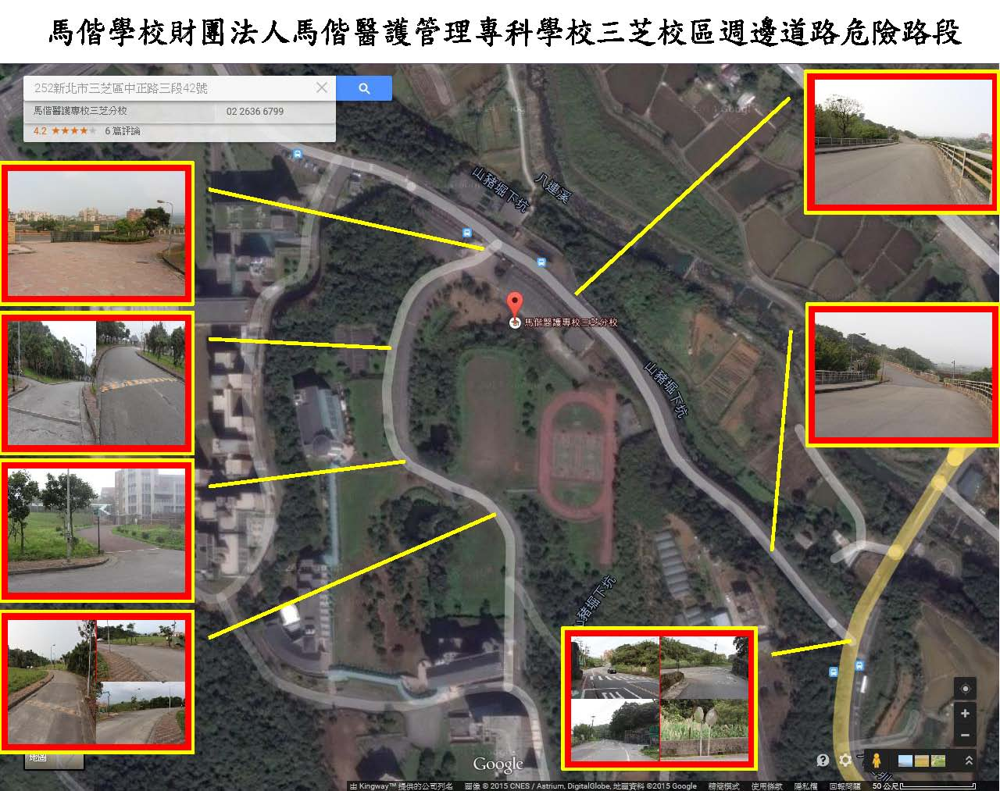 馬偕學校財團法人馬偕醫護管理專科學校三芝校區週邊道路危險路段
252新北市三芝區中正路三段42號
馬偕醫護專校三芝分校
02 2636 6799
4.2 ★★★★★ 6 篇評論
山豬堀下坑
八連溪
馬偕醫護專校三芝分校
山豬堀下坑
山豬堀下坑
地圖
Google
由 Kingway™ 提供的公司列名 圖像 © 2015 CNES / Astrium, DigitalGlobe, 地圖資料 ©2015 Google 精簡模式 使用條款 隱私權 回報問題 50 公尺